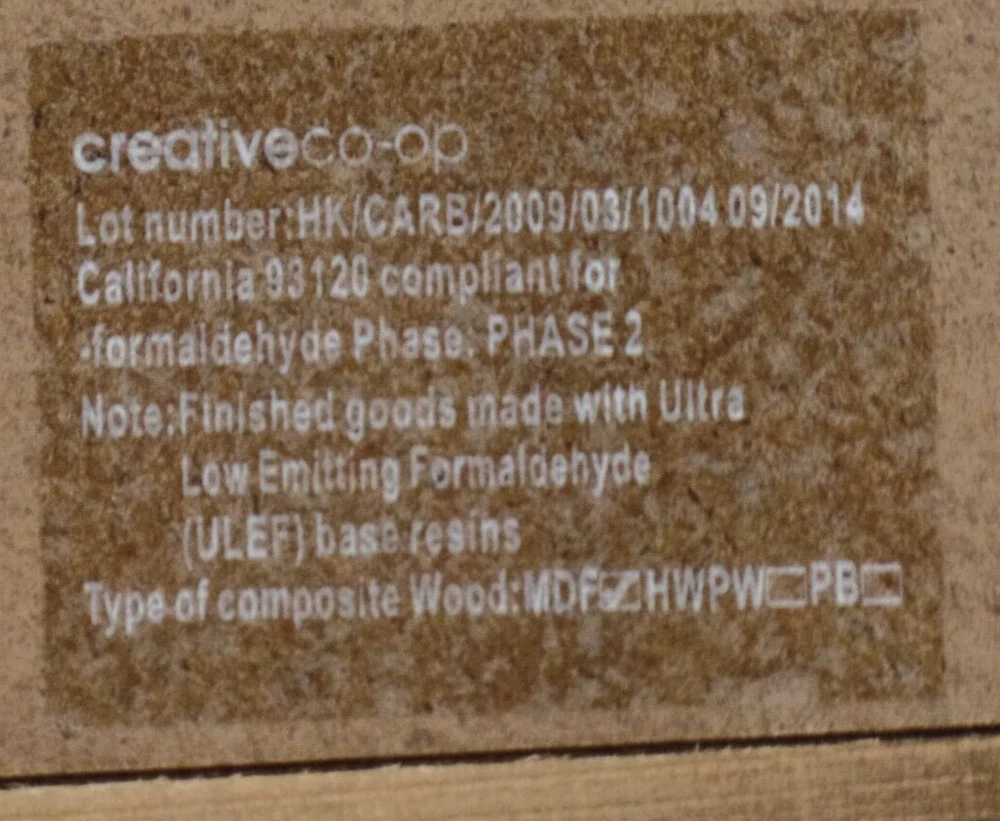 creativeco-op
Lot number:HK/CARB/2009/03/1004 09/2014
California 93120 compliant for
-formaldehyde Phase: PHASE 2
Note:Finished goods made with Ultra
Low Emitting Formaldehyde
(ULEF) base resins
Type of composite Wood:MDF☑HWPW☐PB☐